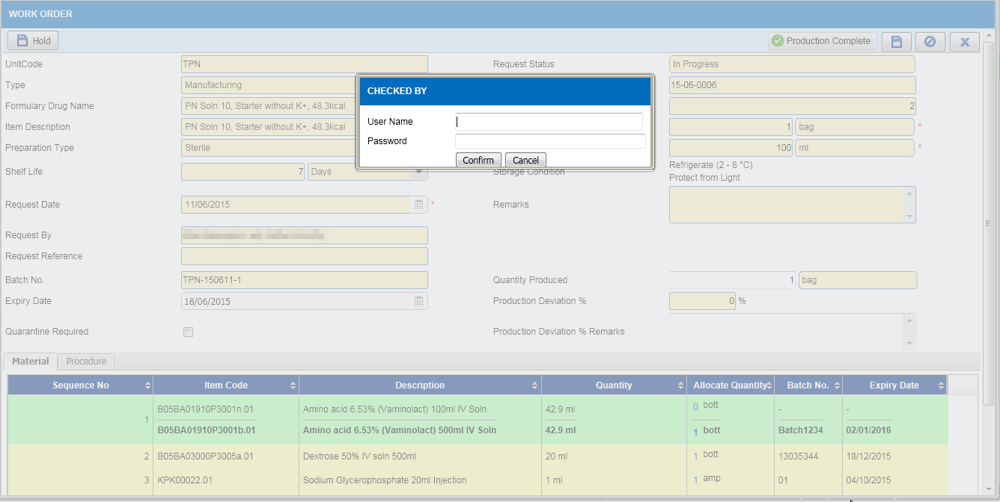 WORK ORDER
Hold Production Complete
UnitCode TPN Request Status In Progress
Type Manufacturing 15-06-0006
CHECKED BY
Formulary Drug Name PN Soln 10, Starter without K+, 48.3kcal 2
User Name
Item Description PN Soln 10, Starter without K+, 48.3kcal 1 bag *
Password
Preparation Type Sterile 100 ml *
Confirm Cancel
Shelf Life 7 Days Storage Condition Refrigerate (2 - 8 °C)
Protect from Light
Request Date 11/06/2015 31 * Remarks
Request By
Request Reference
Batch No. TPN-150611-1 Quantity Produced 1 bag
Expiry Date 18/06/2015 31 Production Deviation % 0 %
Quarantine Required Production Deviation % Remarks
Material Procedure
Sequence No Item Code Description Quantity Allocate Quantity Batch No. Expiry Date
1 B05BA01910P3001n.01 Amino acid 6.53% (Vaminolact) 100ml IV Soln 42.9 ml 0 bott - -
B05BA01910P3001b.01 Amino acid 6.53% (Vaminolact) 500ml IV Soln 42.9 ml 1 bott Batch1234 02/01/2016
2 B05BA03000P3005a.01 Dextrose 50% IV soln 500ml 20 ml 1 bott 13035344 18/12/2015
3 KPK00022.01 Sodium Glycerophosphate 20ml Injection 1 ml 1 amp 01 04/10/2015